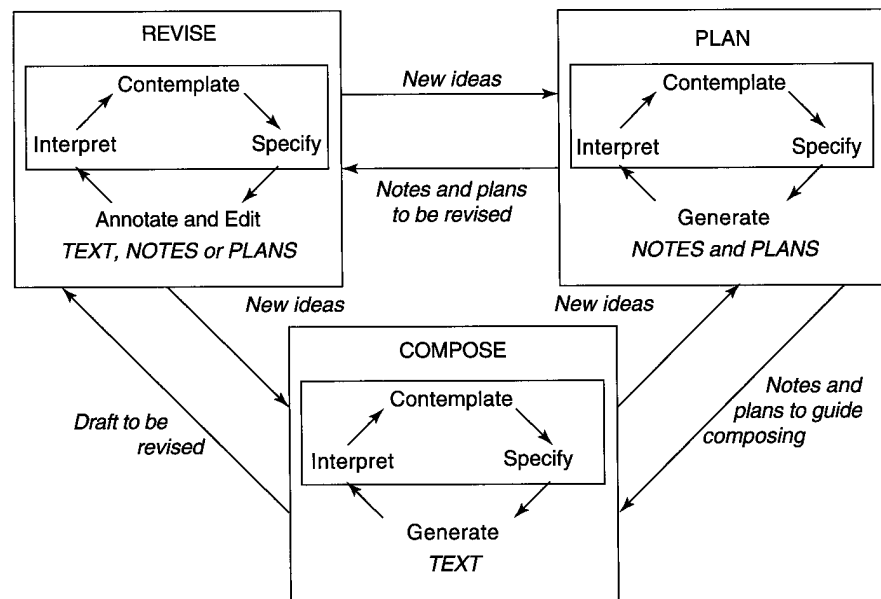 REVISE
Contemplate
Interpret
Specify
Annotate and Edit
TEXT, NOTES or PLANS
New ideas
Notes and plans
to be revised
PLAN
Contemplate
Interpret
Specify
Generate
NOTES and PLANS
New ideas
New ideas
COMPOSE
Contemplate
Interpret
Specify
Generate
TEXT
Draft to be
revised
Notes and
plans to guide
composing